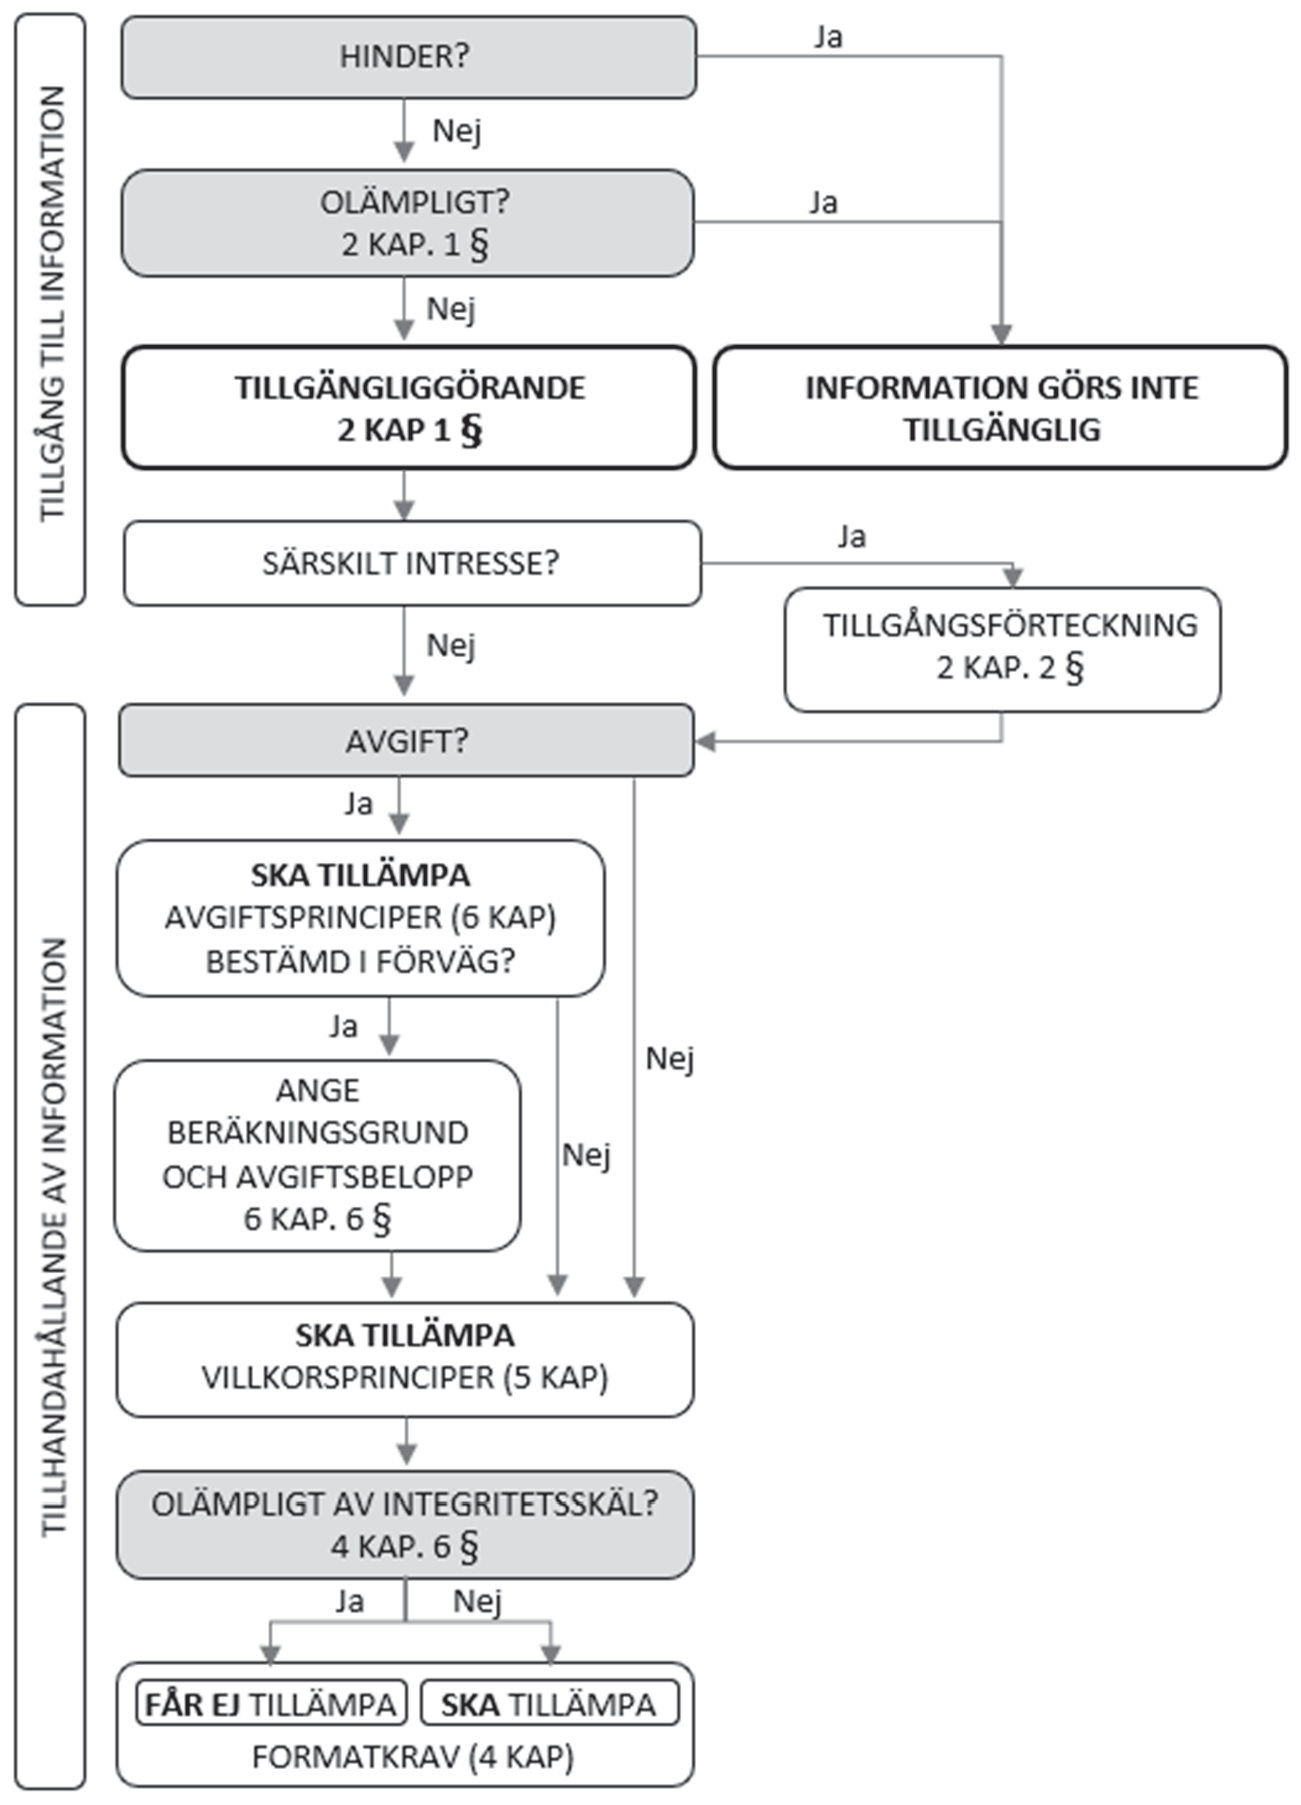 TILLGÅNG TILL INFORMATION
HINDER?
Ja
Nej
OLÄMPLIGT?
2 KAP. 1 §
Ja
Nej
TILLGÄNGLIGGÖRANDE
2 KAP 1 §
INFORMATION GÖRS INTE
TILLGÄNGLIG
SÄRSKILT INTRESSE?
Ja
TILLGÅNGSFÖRTECKNING
2 KAP. 2 §
Nej
TILLHANDAHÅLLANDE AV INFORMATION
AVGIFT?
Ja
SKA TILLÄMPA
AVGIFTSPRINCIPER (6 KAP)
BESTÄMD I FÖRVÄG?
Ja
Nej
ANGE
BERÄKNINGSGRUND
OCH AVGIFTSBELOPP
6 KAP. 6 §
Nej
SKA TILLÄMPA
VILLKORSPRINCIPER (5 KAP)
OLÄMPLIGT AV INTEGRITETSSKÄL?
4 KAP. 6 §
Ja
Nej
FÅR EJ TILLÄMPA
SKA TILLÄMPA
FORMATKRAV (4 KAP)